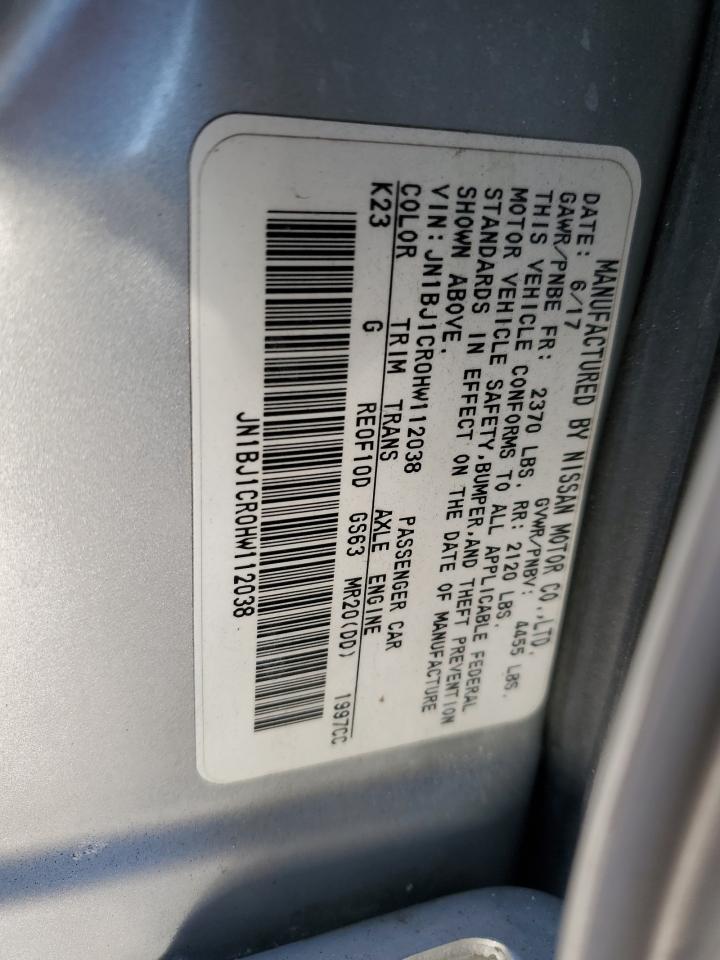 MANUFACTURED BY NISSAN MOTOR CO.,LTD.
DATE: 6/17 GVWR/PNBV: 4455 LBS.
GAWR/PNBE FR: 2370 LBS. RR: 2120 LBS.
THIS VEHICLE CONFORMS TO ALL APPLICABLE FEDERAL
MOTOR VEHICLE SAFETY,BUMPER,AND THEFT PREVENTION
STANDARDS IN EFFECT ON THE DATE OF MANUFACTURE
SHOWN ABOVE.
VIN: JN1BJ1CR0HW112038 PASSENGER CAR
COLOR TRIM TRANS AXLE ENGINE
K23 G RE0F10D GS63 MR20(DD) 1997CC
JN1BJ1CR0HW112038